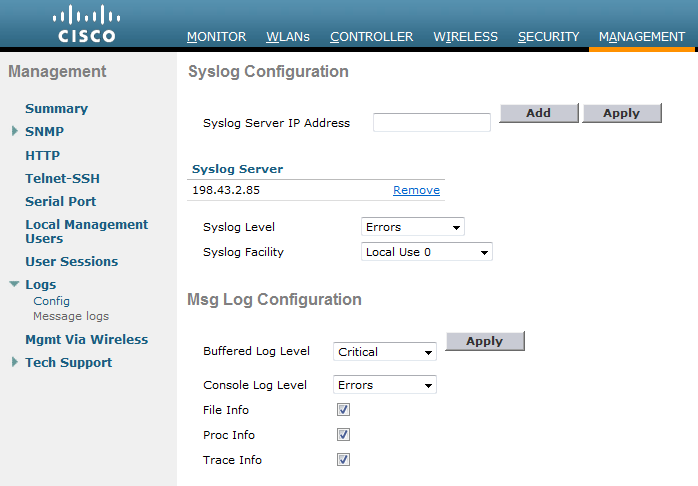 CISCO
MONITOR WLANs CONTROLLER WIRELESS SECURITY MANAGEMENT
Management
Summary
SNMP
HTTP
Telnet-SSH
Serial Port
Local Management
Users
User Sessions
Logs
Config
Message logs
Mgmt Via Wireless
Tech Support
Syslog Configuration
Syslog Server IP Address Add Apply
Syslog Server
198.43.2.85 Remove
Syslog Level Errors
Syslog Facility Local Use 0
Msg Log Configuration
Buffered Log Level Critical Apply
Console Log Level Errors
File Info
Proc Info
Trace Info